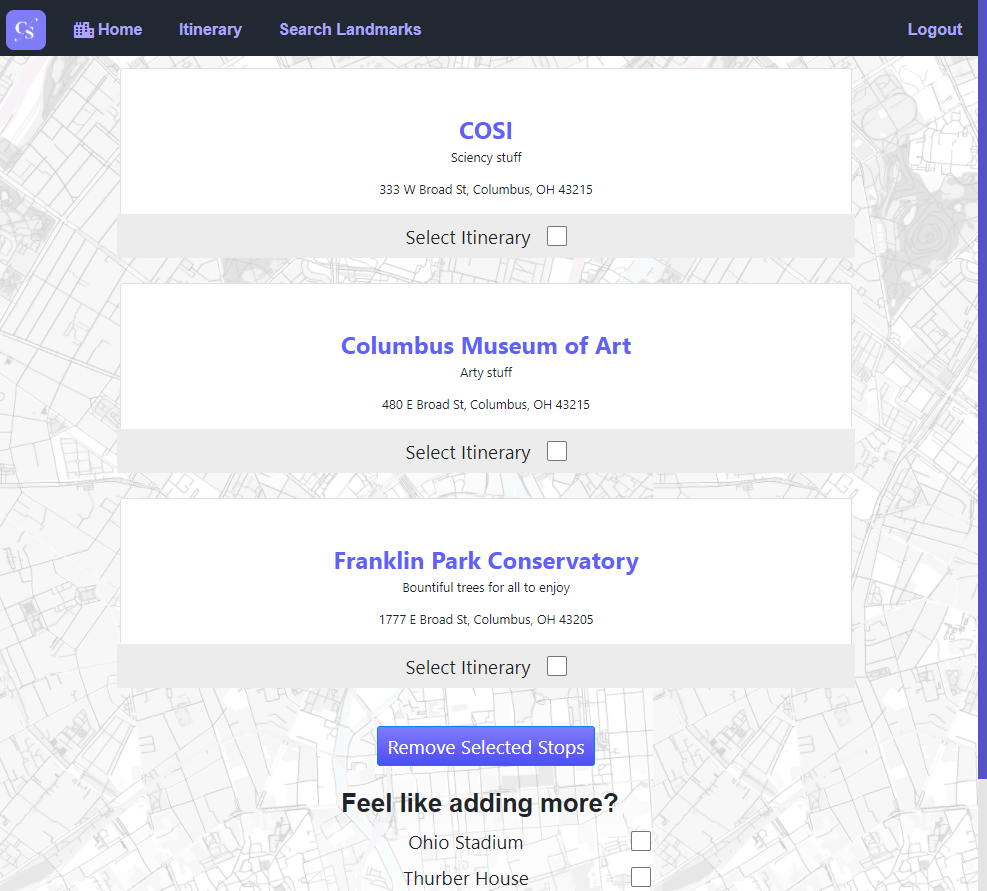 CS
Home Itinerary Search Landmarks Logout
COSI
Sciency stuff
333 W Broad St, Columbus, OH 43215
Select Itinerary
Columbus Museum of Art
Arty stuff
480 E Broad St, Columbus, OH 43215
Select Itinerary
Franklin Park Conservatory
Bountiful trees for all to enjoy
1777 E Broad St, Columbus, OH 43205
Select Itinerary
Remove Selected Stops
Feel like adding more?
Ohio Stadium
Thurber House